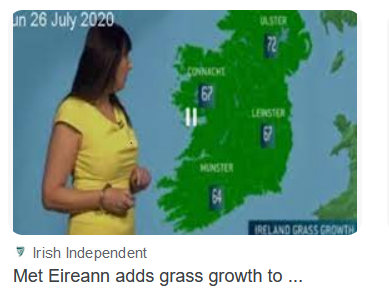 un 26 July 2020
ULSTER
72
CONNACHT
67
LEINSTER
67
MUNSTER
64
IRELAND GRASS GROWTH
Irish Independent
Met Eireann adds grass growth to ...